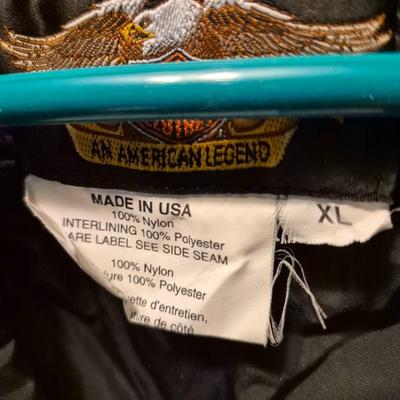 AN AMERICAN LEGEND
MADE IN USA
100% Nylon
INTERLINING 100% Polyester
ARE LABEL SEE SIDE SEAM
100% Nylon
ure 100% Polyester
ette d'entretien,
ture de côté
XL